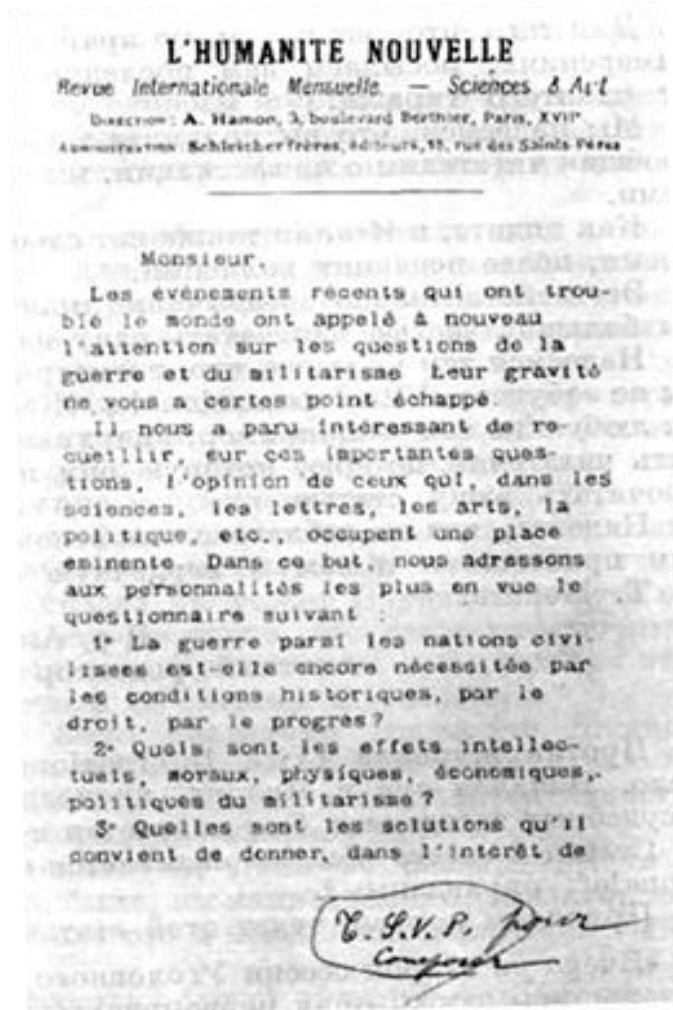 L'HUMANITE NOUVELLE
Revue Internationale Mensuelle. — Sciences & Art
Direction: A. Hamon, 3, boulevard Berthier, Paris, XVIIe
Administration: Schleicher frères, éditeurs, 15, rue des Saints Pères
Monsieur,
Les événements récents qui ont trou-
blé le monde ont appelé à nouveau
l'attention sur les questions de la
guerre et du militarisme Leur gravité
ne vous a certes point échappé.
Il nous a paru intéressant de re-
cueillir, sur ces importantes ques-
tions, l'opinion de ceux qui, dans les
sciences, les lettres, les arts, la
politique, etc., occupent une place
eminente. Dans ce but, nous adressons
aux personnalités les plus en vue le
questionnaire suivant :
1° La guerre parmi les nations civi-
lisees est-elle encore nécessitée par
les conditions historiques, par le
droit, par le progrès?
2° Quels sont les effets intellec-
tuels, moraux, physiques, économiques,
politiques du militarisme?
3° Quelles sont les solutions qu'il
convient de donner, dans l'intérêt de
T.S.V.P. pour